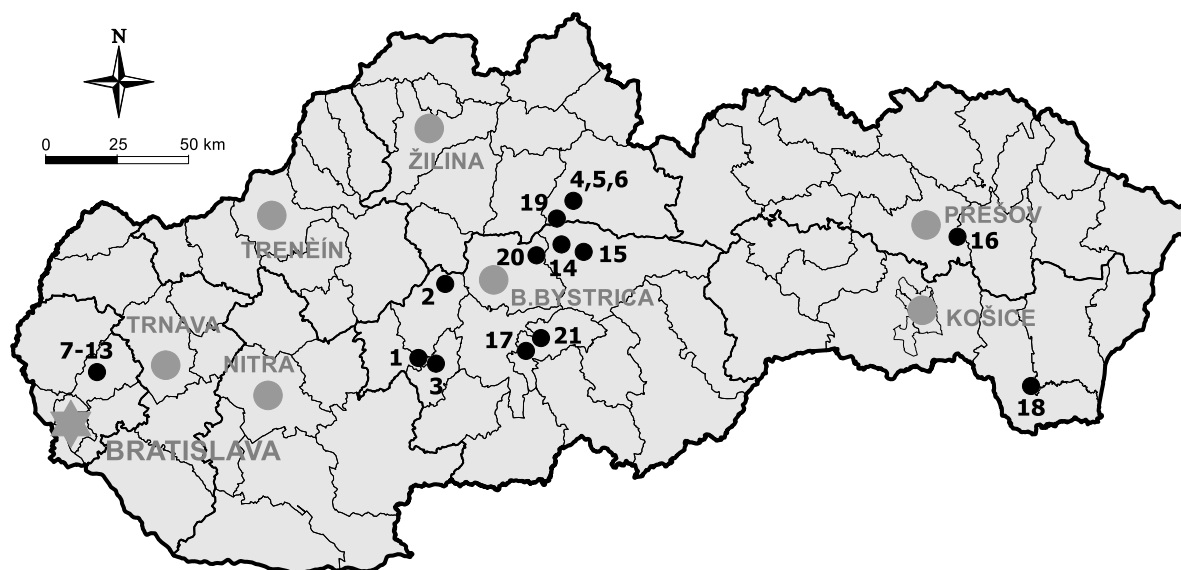 N
0 25 50 km
ŽILINA
4,5,6
19
PREŠOV
16
TRENÈÍN
20
14
15
2
B.BYSTRICA
KOŠICE
TRNAVA
7-13
NITRA
17
21
1
3
18
BRATISLAVA